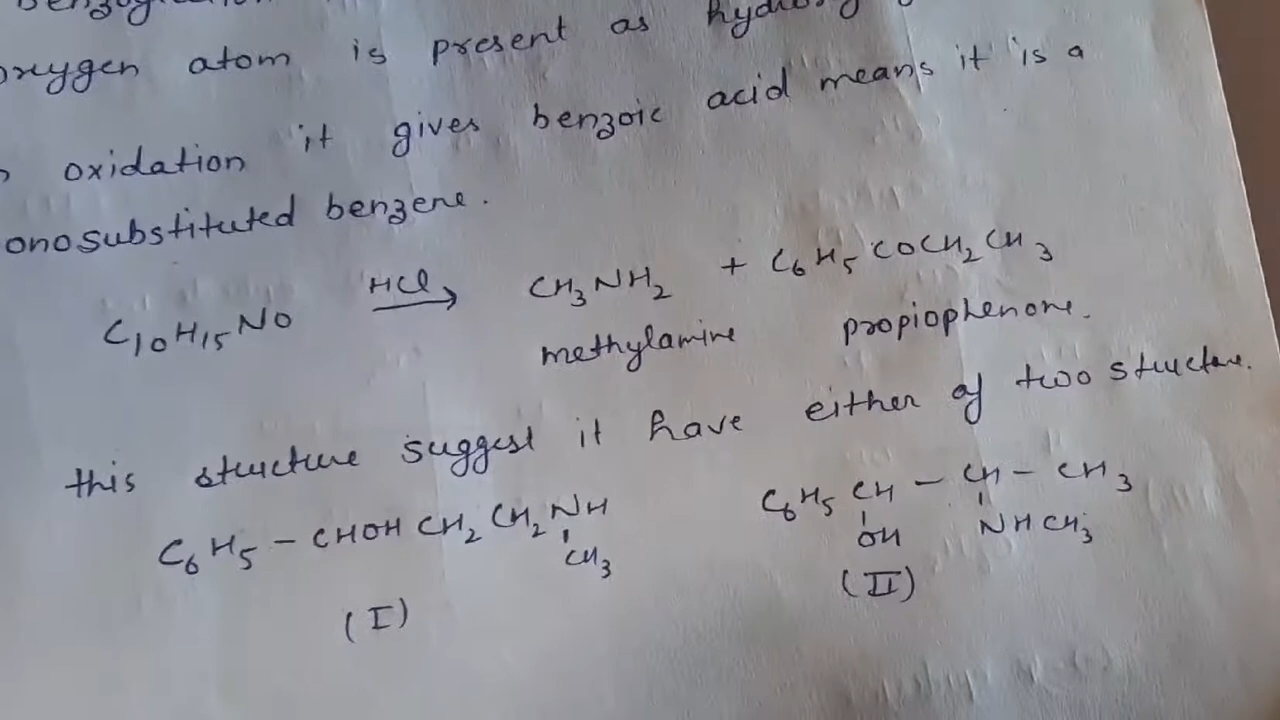 oxygen atom is present as
oxidation it gives benzoic acid means it is a
onosubstituted benzene.
C10H15NO HCl → CH3NH2 + C6H5COCH2CH3
methylamine propiophenone.
this structure suggest it have either of two structure.
C6H5 - CHOH CH2 CH2 NH C6H5 CH - CH - CH3
CH3 OH NHCH3
(I) (II)